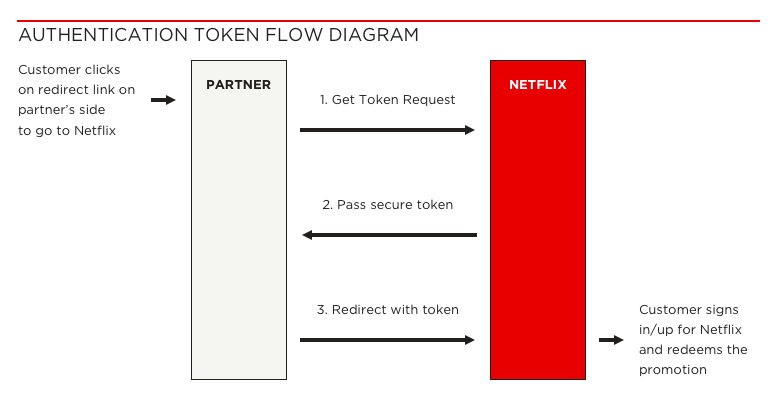 AUTHENTICATION TOKEN FLOW DIAGRAM
Customer clicks
on redirect link on
partner's side
to go to Netflix
PARTNER
1. Get Token Request
NETFLIX
2. Pass secure token
3. Redirect with token
Customer signs
in/up for Netflix
and redeems the
promotion